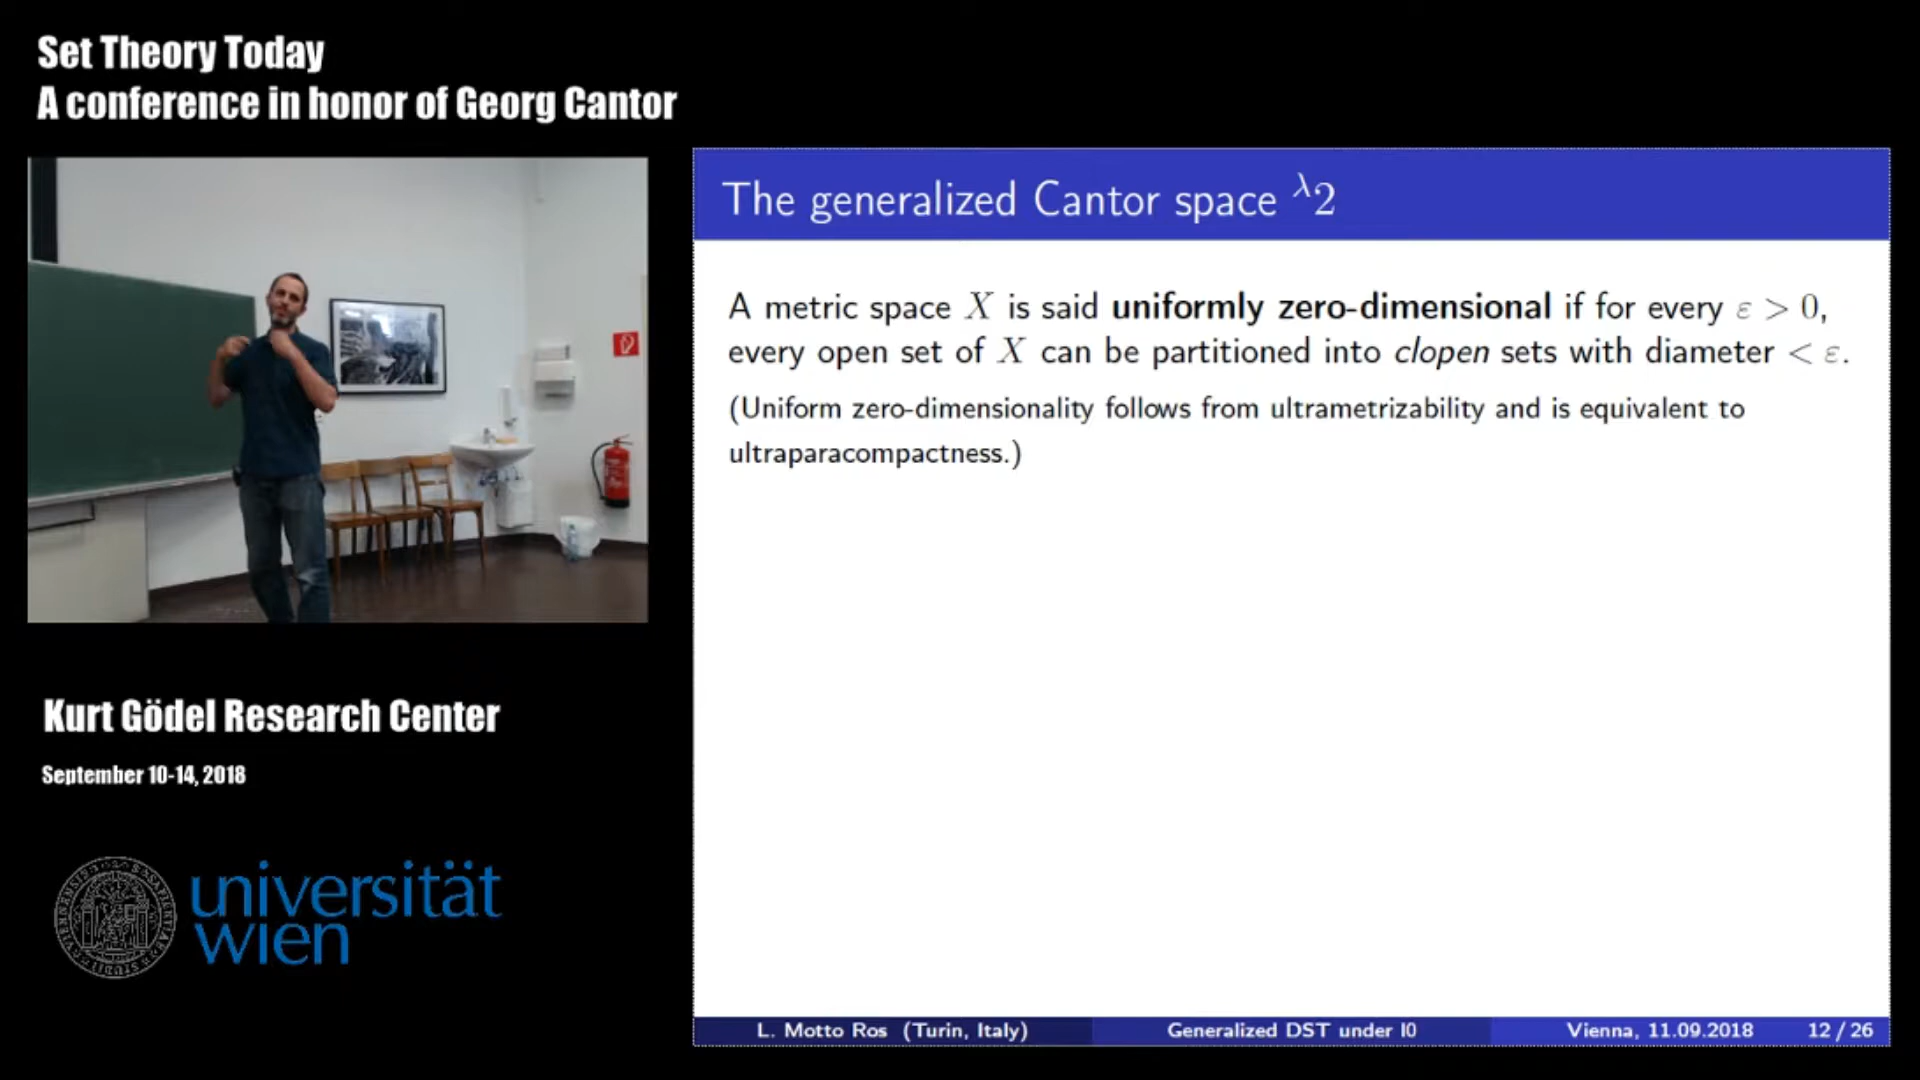 Set Theory Today
A conference in honor of Georg Cantor
The generalized Cantor space ^λ2
A metric space X is said uniformly zero-dimensional if for every ε > 0,
every open set of X can be partitioned into clopen sets with diameter < ε.
(Uniform zero-dimensionality follows from ultrametrizability and is equivalent to
ultraparacompactness.)
Kurt Gödel Research Center
September 10-14, 2018
universität
wien
L. Motto Ros (Turin, Italy)
Generalized DST under I0
Vienna, 11.09.2018
12 / 26